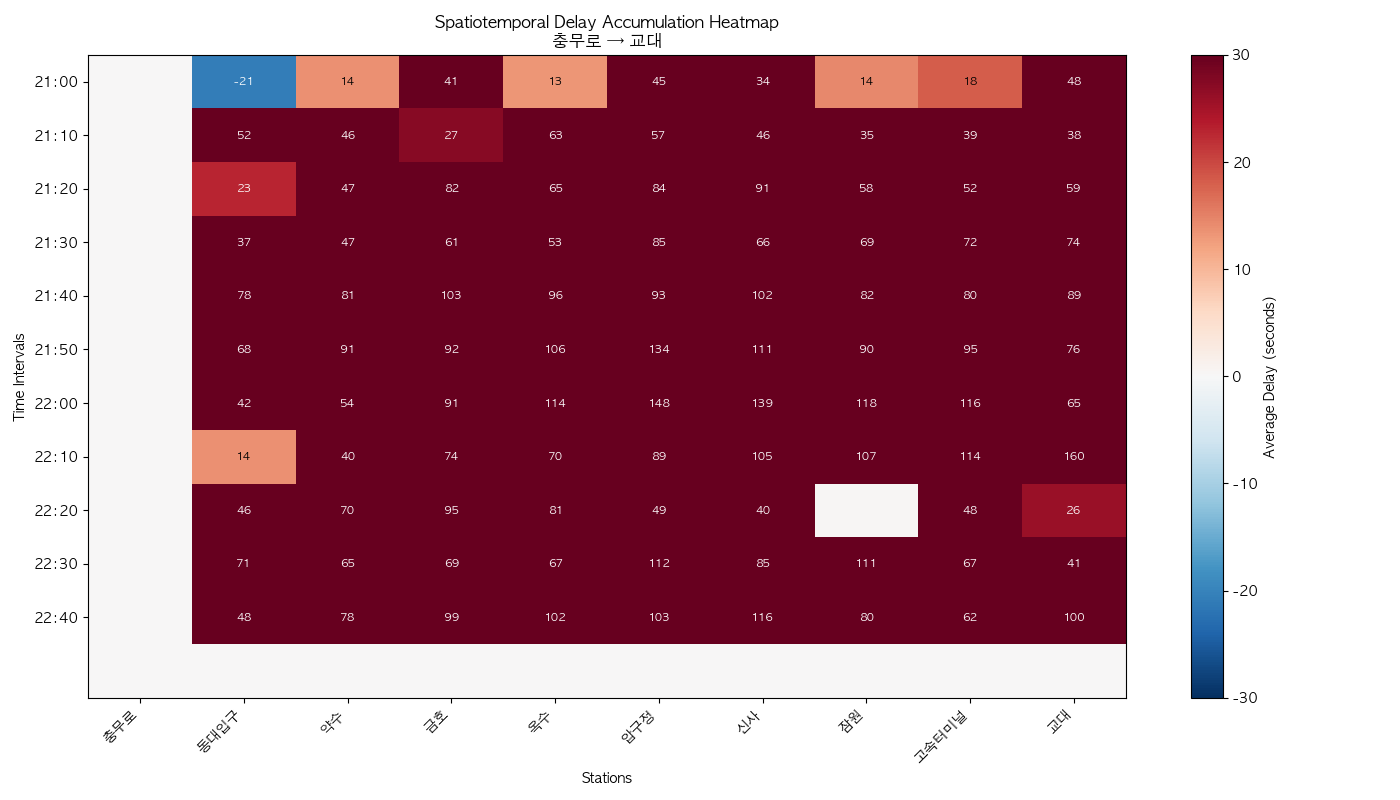 Spatiotemporal Delay Accumulation Heatmap
충무로 → 교대
Time Intervals
21:00 -21 14 41 13 45 34 14 18 48
21:10 52 46 27 63 57 46 35 39 38
21:20 23 47 82 65 84 91 58 52 59
21:30 37 47 61 53 85 66 69 72 74
21:40 78 81 103 96 93 102 82 80 89
21:50 68 91 92 106 134 111 90 95 76
22:00 42 54 91 114 148 139 118 116 65
22:10 14 40 74 70 89 105 107 114 160
22:20 46 70 95 81 49 40 48 26
22:30 71 65 69 67 112 85 111 67 41
22:40 48 78 99 102 103 116 80 62 100
충무로 동대입구 약수 금호 옥수 압구정 신사 잠원 고속터미널 교대
Stations
30
20
10
0
-10
-20
-30
Average Delay (seconds)